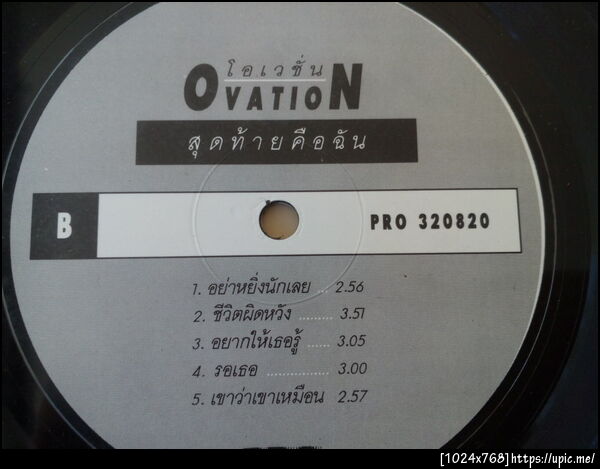 โอเวชั่น
OVATION
สุดท้ายคือฉัน
B PRO 320820
1. อย่าหยิ่งนักเลย ... 2.56
2. ชีวิตผิดหวัง ......... 3.51
3. อยากให้เธอรู้ ...... 3.05
4. รอเธอ ................ 3.00
5. เขาว่าเขาเหมือน 2.57
[1024x768]https://upic.me/